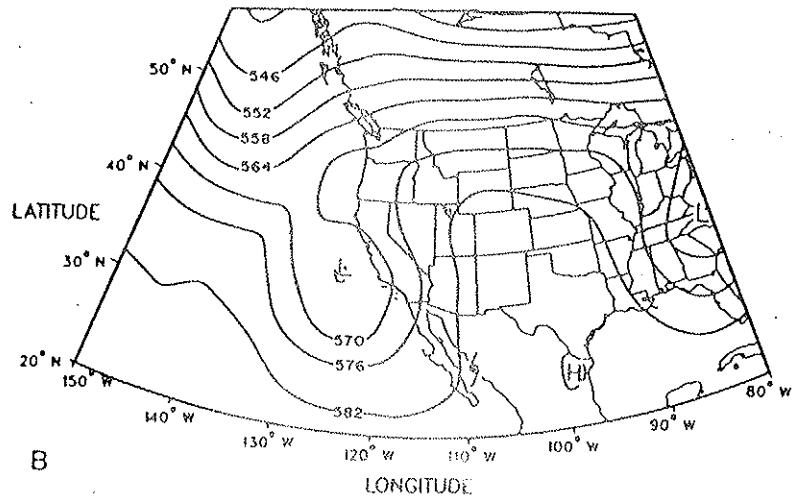 50° N
546
552
558
564
40° N
LATITUDE
L
L
30° N
570
576
20° N
150° W
H
80° W
582
140° W
90° W
130° W
100° W
120° W
110° W
B
LONGITUDE